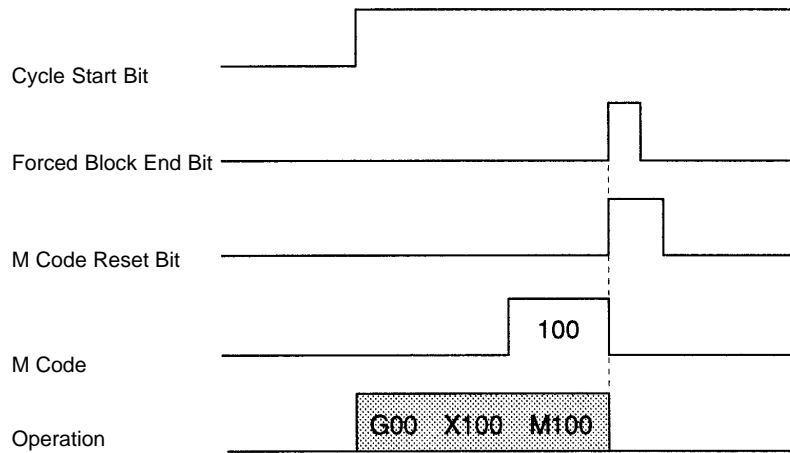 Cycle Start Bit
Forced Block End Bit
M Code Reset Bit
100
M Code
G00 X100 M100
Operation